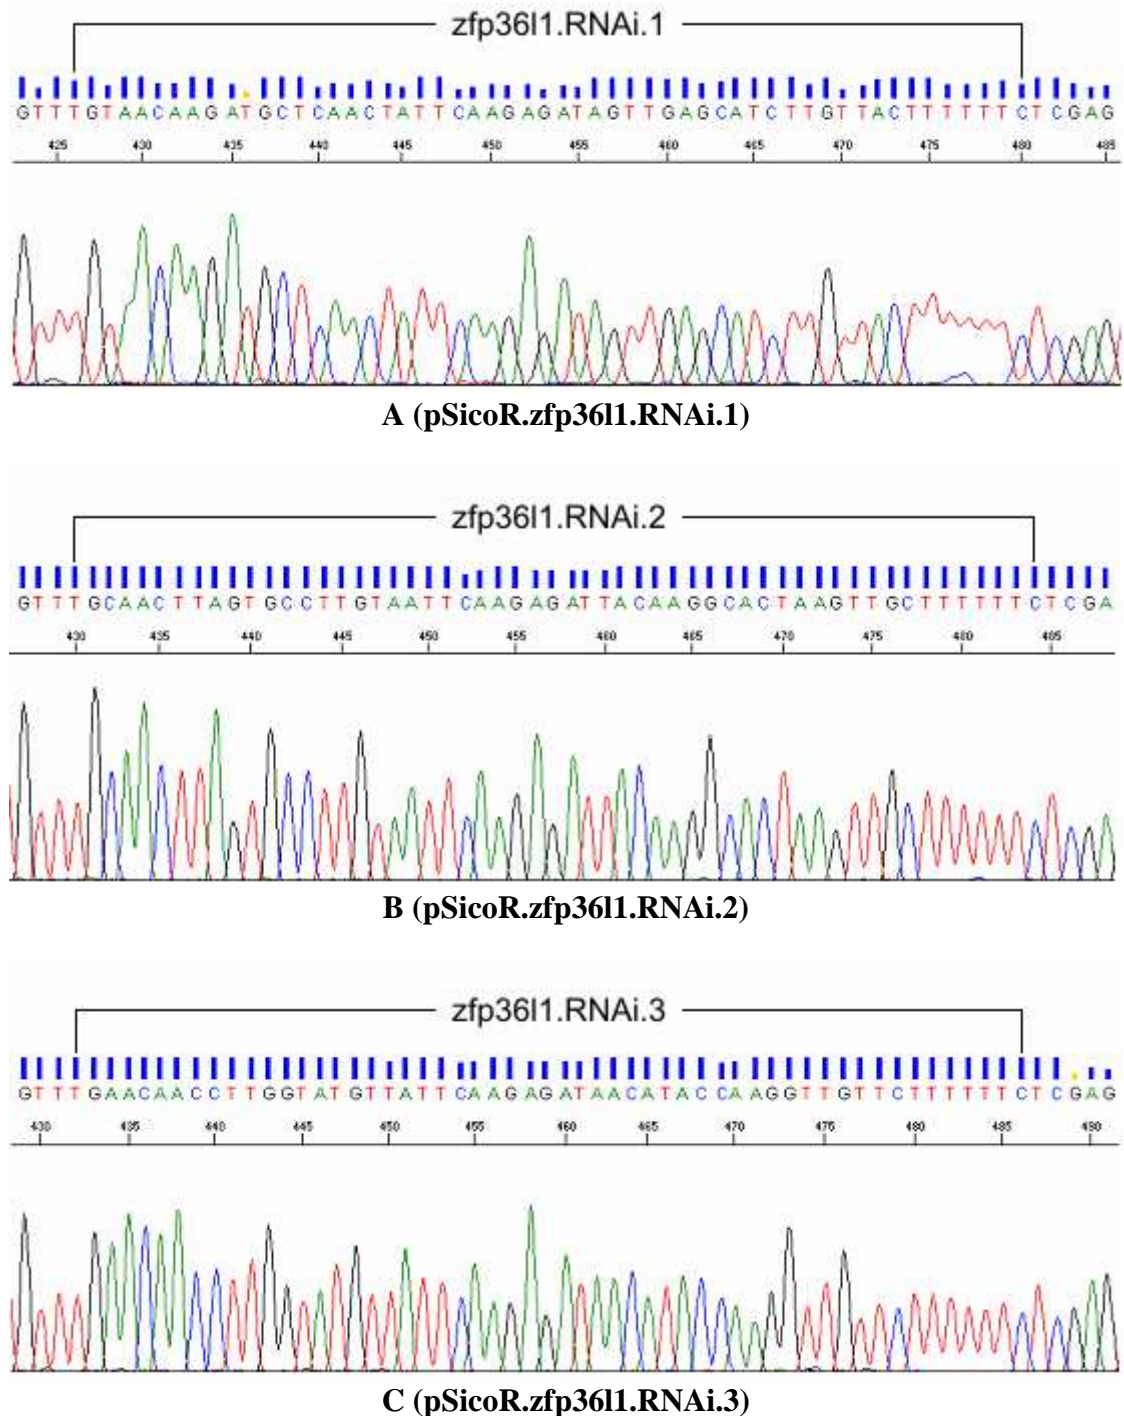 zfp36l1.RNAi.1
GTTTGTAACAAGATGCTCAACTATTCAAGAGATAGTTGAGCATCTTGTTACTTTTTTCTCGAG
425 430 435 440 445 450 455 460 465 470 475 480 485
A (pSicoR.zfp36l1.RNAi.1)
zfp36l1.RNAi.2
GTTTGCAACTTAGTGCCTTGTAATTCAAGAGATTACAAGGCACTAAGTTGCTTTTTTCTCGA
430 435 440 445 450 455 460 465 470 475 480 485
B (pSicoR.zfp36l1.RNAi.2)
zfp36l1.RNAi.3
GTTTGAACAACCTTGGTATGTTATTCAAGAGATAACATACCAAGGTTGTTCTTTTTTCTCGAG
430 435 440 445 450 455 460 465 470 475 480 485 490
C (pSicoR.zfp36l1.RNAi.3)